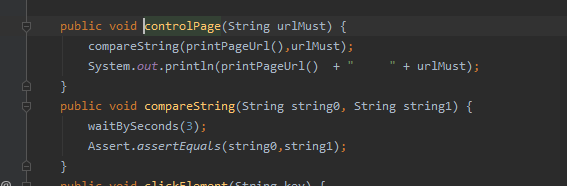 public void controlPage(String urlMust) {
compareString(printPageUrl(),urlMust);
System.out.println(printPageUrl()  + "     " + urlMust);
}
public void compareString(String string0, String string1) {
waitBySeconds(3);
Assert.assertEquals(string0,string1);
}
public void clickElement(String key) {